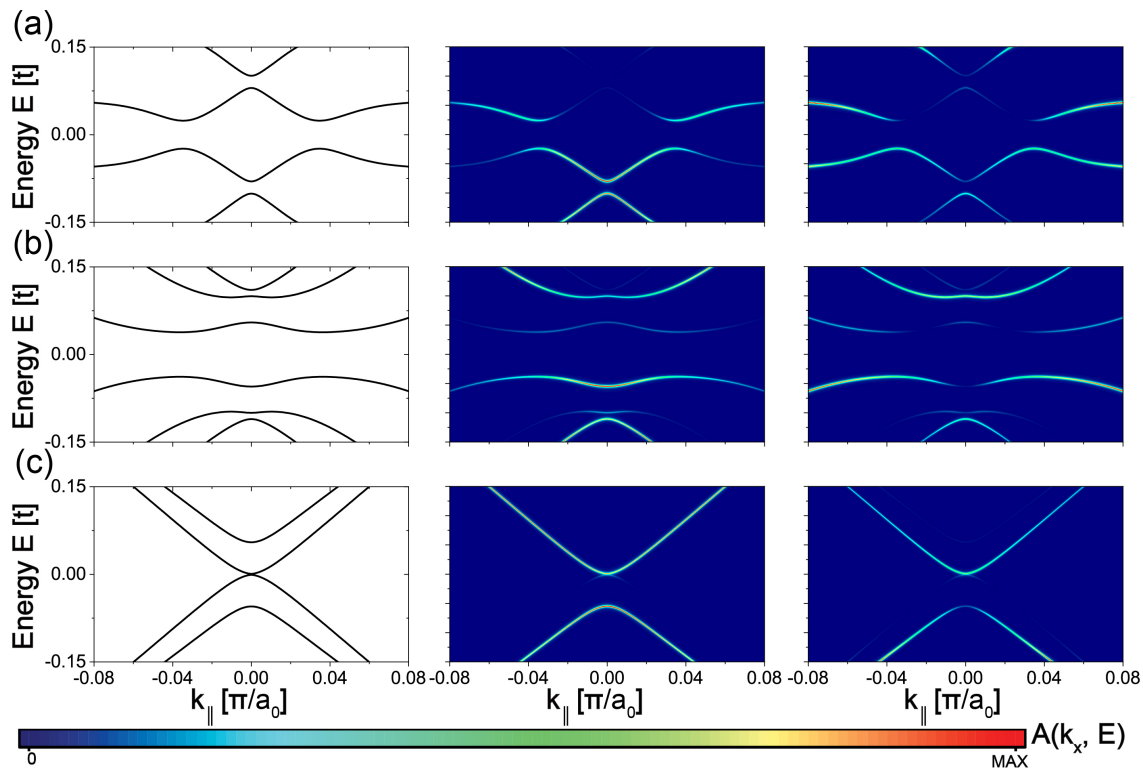 (a)
0.15
0.00
-0.15
Energy E [t]
(b)
0.15
0.00
-0.15
Energy E [t]
(c)
0.15
0.00
-0.15
Energy E [t]
-0.08 -0.04 0.00 0.04 0.08 -0.08 -0.04 0.00 0.04 0.08 -0.08 -0.04 0.00 0.04 0.08
k∥ [π/a₀] k∥ [π/a₀] k∥ [π/a₀]
0 MAX A(kₓ, E)